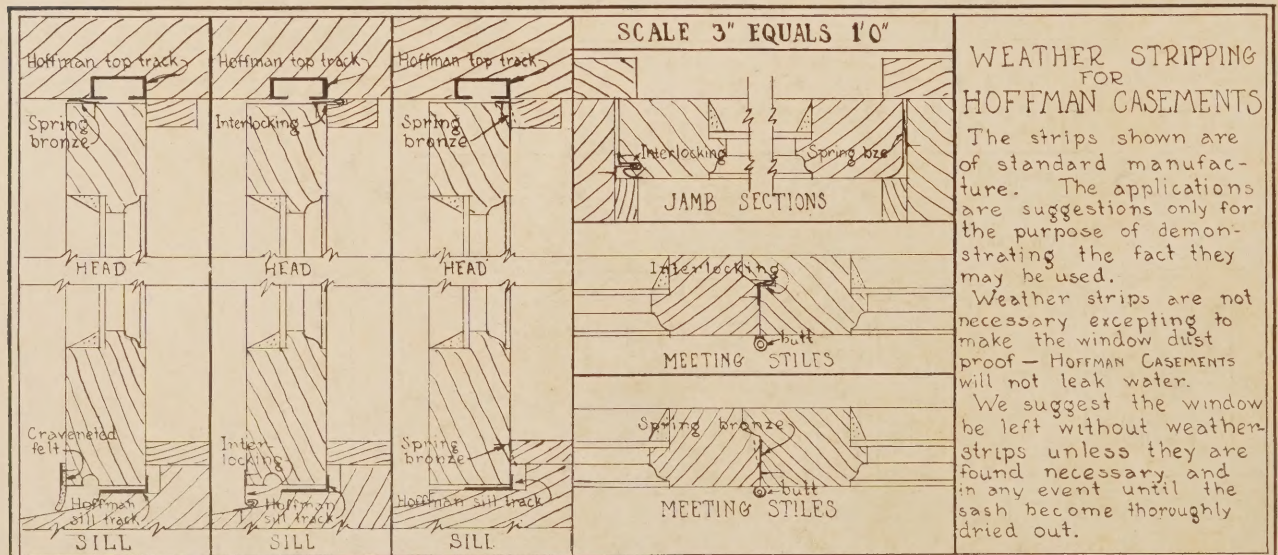 Hoffman top track
Spring
bronze
HEAD
Craveneted
felt
Hoffman
sill track
SILL
Hoffman top track
Interlocking
HEAD
Inter-
locking
Hoffman
sill track
SILL
Hoffman top track
Spring
bronze
HEAD
Spring
bronze
Hoffman sill track
SILL
SCALE 3" EQUALS 1'0"
Interlocking
Spring bze
JAMB SECTIONS
Interlocking
butt
MEETING STILES
Spring bronze
butt
MEETING STILES
WEATHER STRIPPING
FOR
HOFFMAN CASEMENTS
The strips shown are
of standard manufac-
ture. The applications
are suggestions only for
the purpose of demon-
strating the fact they
may be used.
Weather strips are not
necessary excepting to
make the window dust
proof — HOFFMAN CASEMENTS
will not leak water.
We suggest the window
be left without weather-
strips unless they are
found necessary and
in any event until the
sash become thoroughly
dried out.